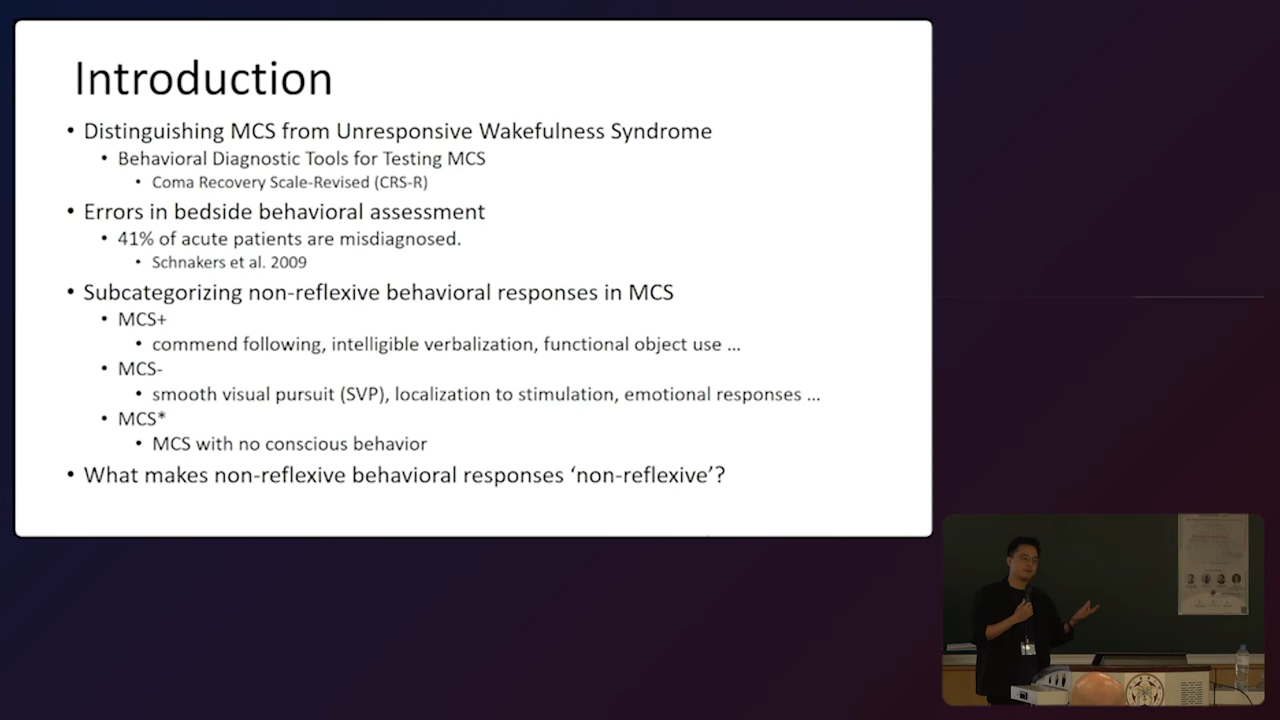 Introduction
• Distinguishing MCS from Unresponsive Wakefulness Syndrome
• Behavioral Diagnostic Tools for Testing MCS
• Coma Recovery Scale-Revised (CRS-R)
• Errors in bedside behavioral assessment
• 41% of acute patients are misdiagnosed.
• Schnakers et al. 2009
• Subcategorizing non-reflexive behavioral responses in MCS
• MCS+
• commend following, intelligible verbalization, functional object use ...
• MCS-
• smooth visual pursuit (SVP), localization to stimulation, emotional responses ...
• MCS*
• MCS with no conscious behavior
• What makes non-reflexive behavioral responses ‘non-reflexive’?